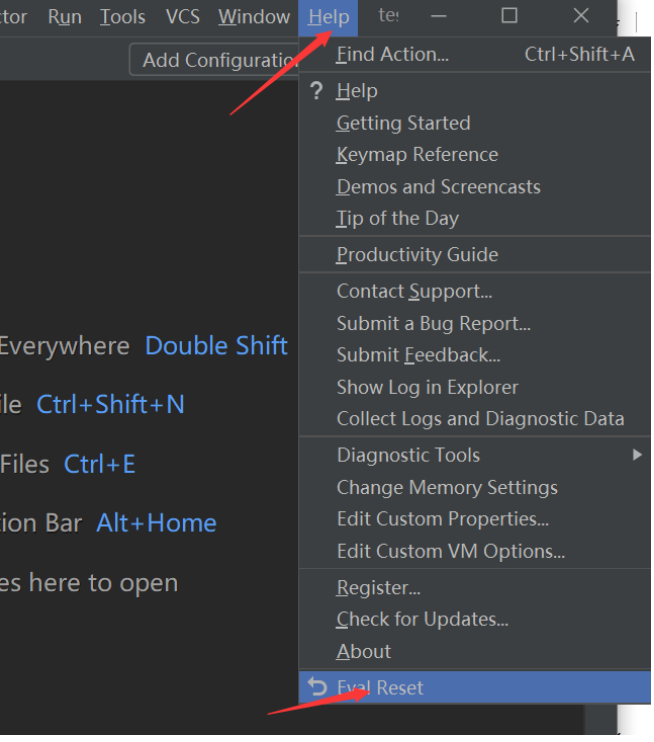 tor Run Tools VCS Window Help te
Add Configuratio
Find Action... Ctrl+Shift+A
? Help
Getting Started
Keymap Reference
Demos and Screencasts
Tip of the Day
Productivity Guide
Contact Support...
Submit a Bug Report...
Submit Feedback...
Show Log in Explorer
Collect Logs and Diagnostic Data
Diagnostic Tools
Change Memory Settings
Edit Custom Properties...
Edit Custom VM Options...
Register...
Check for Updates...
About
Eval Reset
Everywhere Double Shift
ile Ctrl+Shift+N
Files Ctrl+E
tion Bar Alt+Home
es here to open